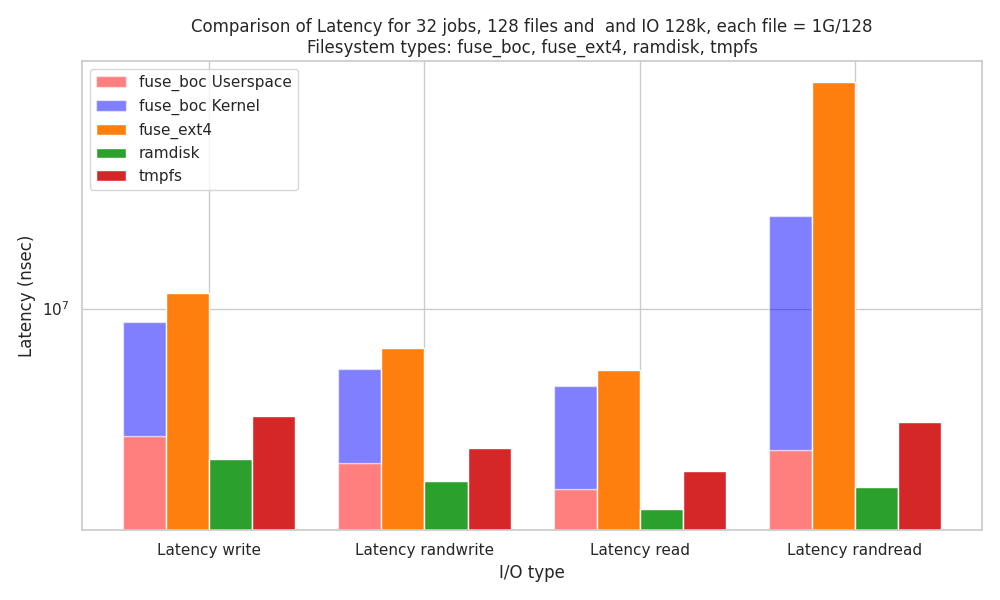 Comparison of Latency for 32 jobs, 128 files and  and IO 128k, each file = 1G/128
Filesystem types: fuse_boc, fuse_ext4, ramdisk, tmpfs
fuse_boc Userspace
fuse_boc Kernel
fuse_ext4
ramdisk
tmpfs
Latency (nsec)
10⁷
Latency write
Latency randwrite
Latency read
Latency randread
I/O type